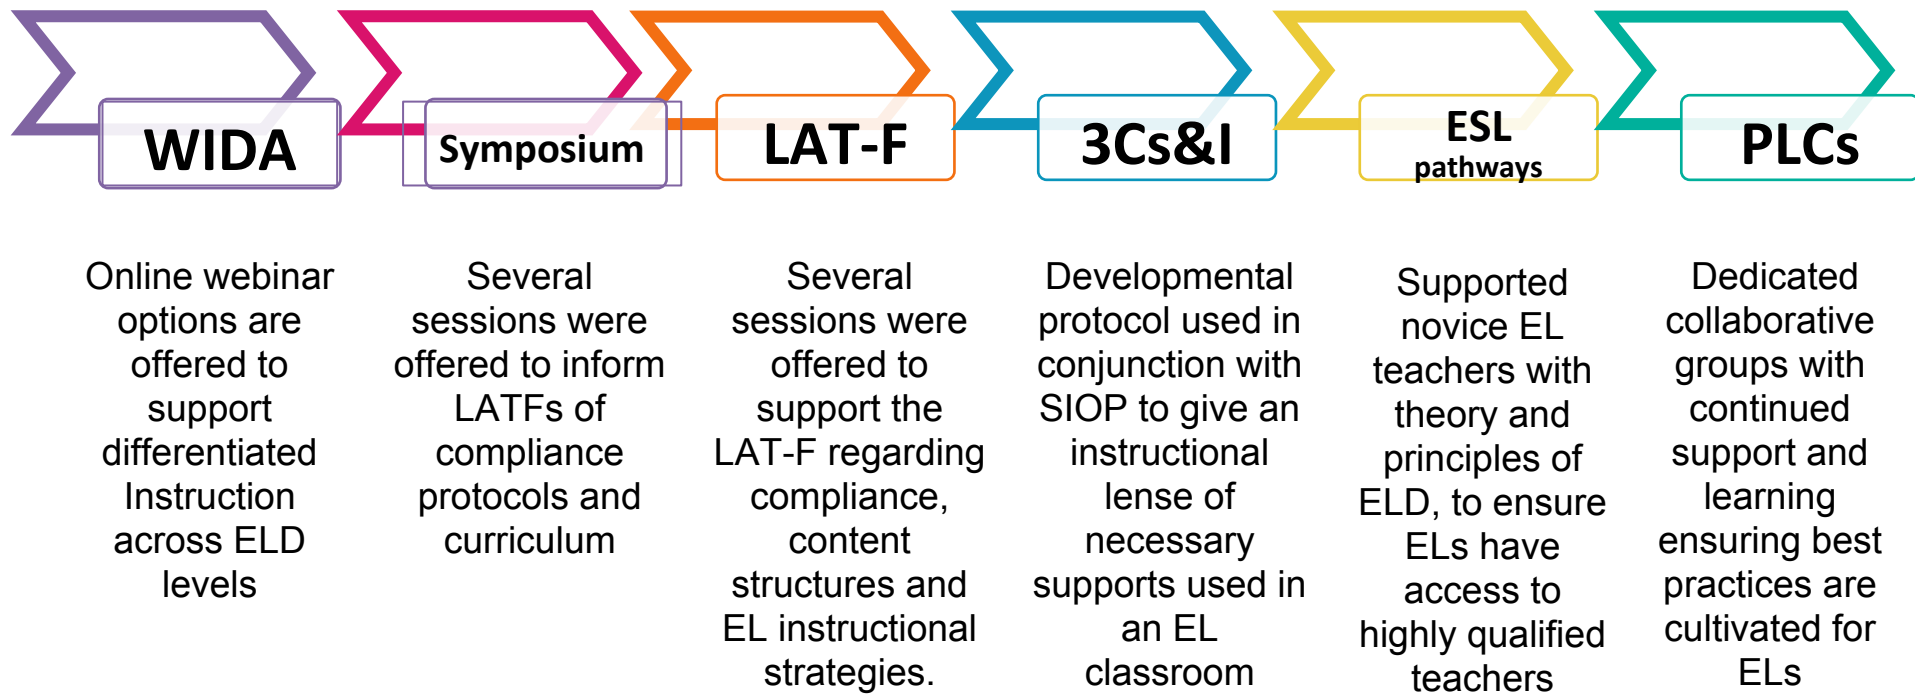 WIDA
Online webinar
options are
offered to
support
differentiated
Instruction
across ELD
levels
Symposium
Several
sessions were
offered to inform
LATFs of
compliance
protocols and
curriculum
LAT-F
Several
sessions were
offered to
support the
LAT-F regarding
compliance,
content
structures and
EL instructional
strategies.
3Cs&I
Developmental
protocol used in
conjunction with
SIOP to give an
instructional
lense of
necessary
supports used in
an EL
classroom
ESL
pathways
Supported
novice EL
teachers with
theory and
principles of
ELD, to ensure
ELs have
access to
highly qualified
teachers
PLCs
Dedicated
collaborative
groups with
continued
support and
learning
ensuring best
practices are
cultivated for
ELs